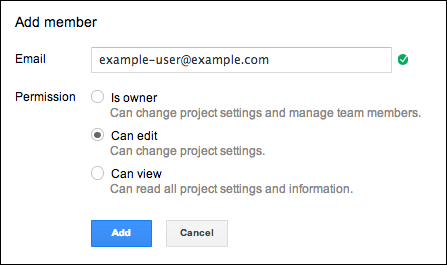 Add member
Email example-user@example.com
Permission Is owner
Can change project settings and manage team members.
Can edit
Can change project settings.
Can view
Can read all project settings and information.
Add Cancel